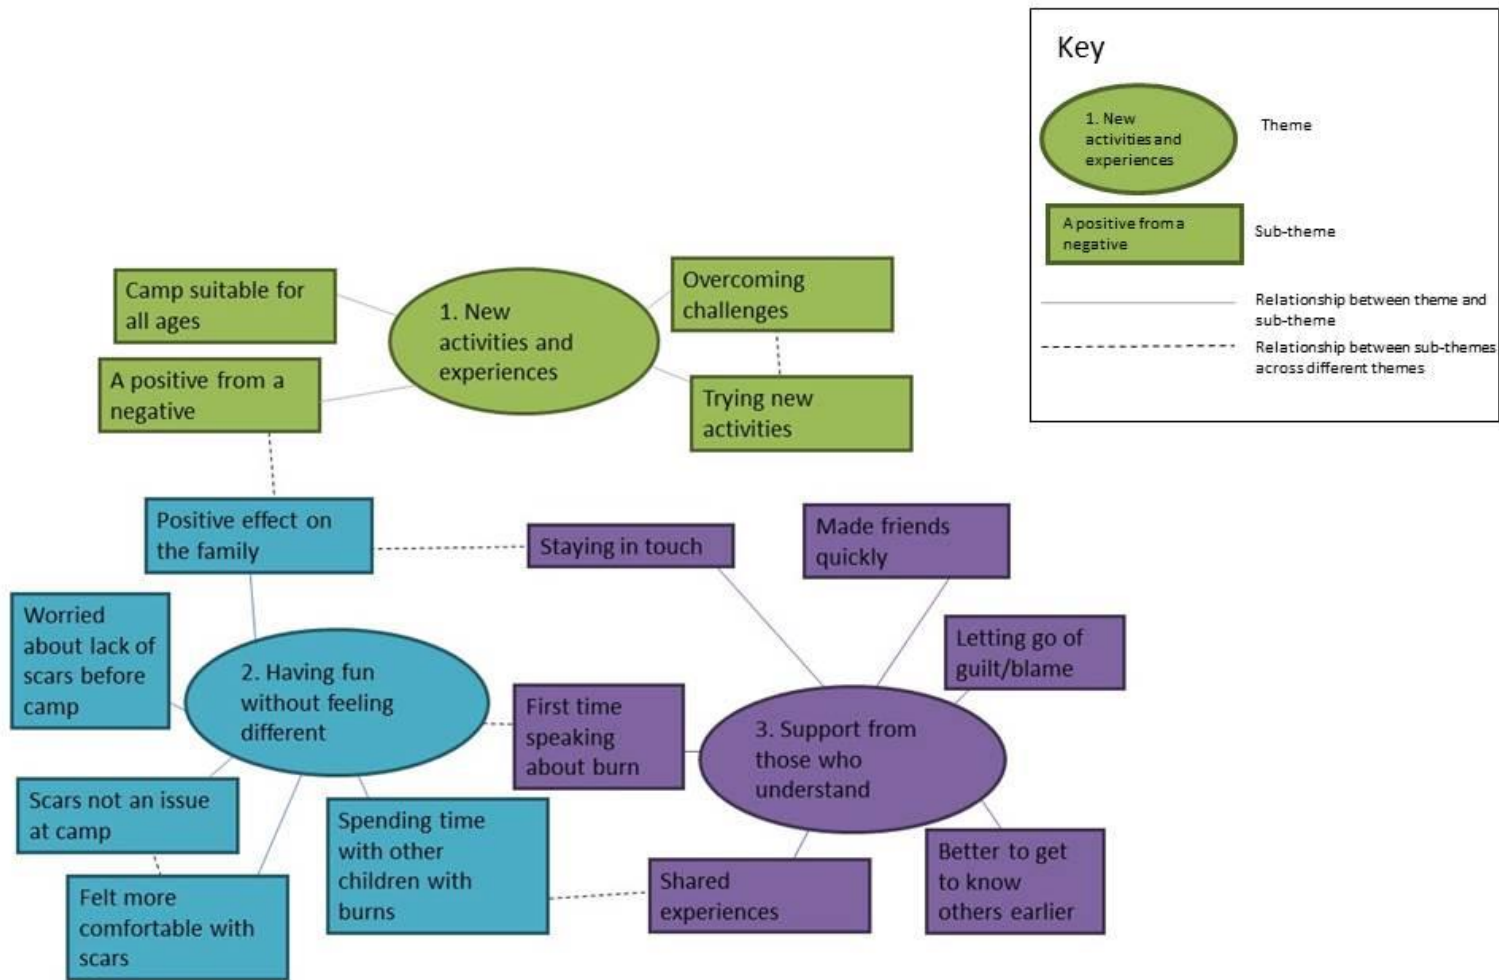 Key
1. New
activities and
experiences
Theme
A positive from a
negative
Sub-theme
Relationship between theme and
sub-theme
Relationship between sub-themes
across different themes
Camp suitable for
all ages
1. New
activities and
experiences
Overcoming
challenges
A positive from a
negative
Trying new
activities
Positive effect on
the family
Staying in touch
Made friends
quickly
Worried
about lack of
scars before
camp
2. Having fun
without feeling
different
First time
speaking
about burn
3. Support from
those who
understand
Letting go of
guilt/blame
Scars not an issue
at camp
Felt more
comfortable with
scars
Spending time
with other
children with
burns
Shared
experiences
Better to get
to know
others earlier